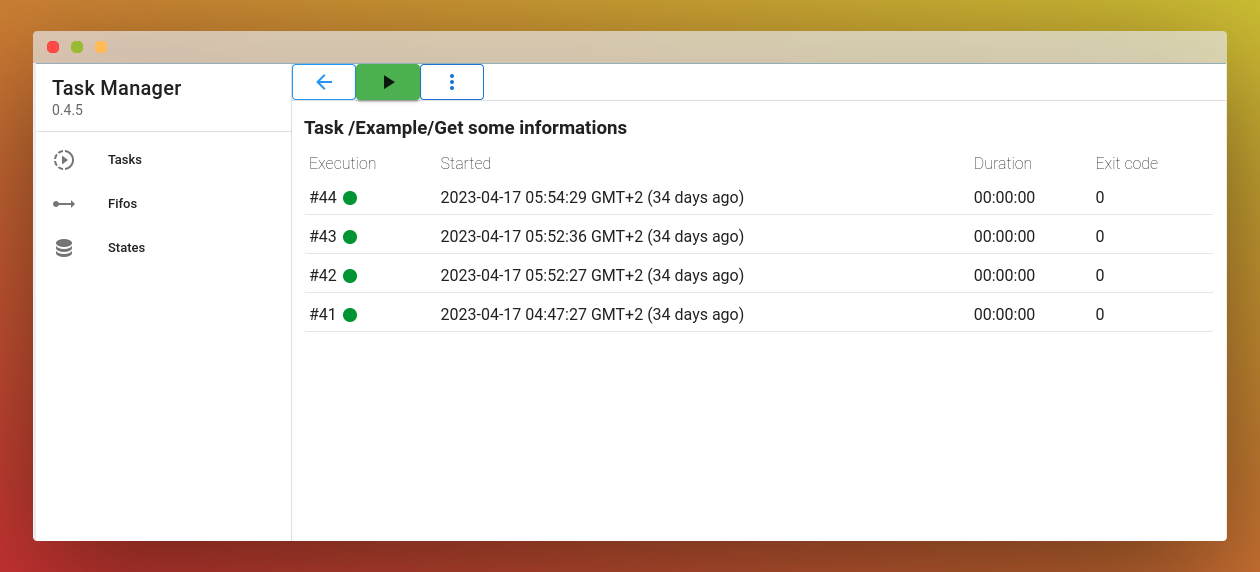 Task Manager
0.4.5
Tasks
Fifos
States
Task /Example/Get some informations
Execution Started Duration Exit code
#44 2023-04-17 05:54:29 GMT+2 (34 days ago) 00:00:00 0
#43 2023-04-17 05:52:36 GMT+2 (34 days ago) 00:00:00 0
#42 2023-04-17 05:52:27 GMT+2 (34 days ago) 00:00:00 0
#41 2023-04-17 04:47:27 GMT+2 (34 days ago) 00:00:00 0